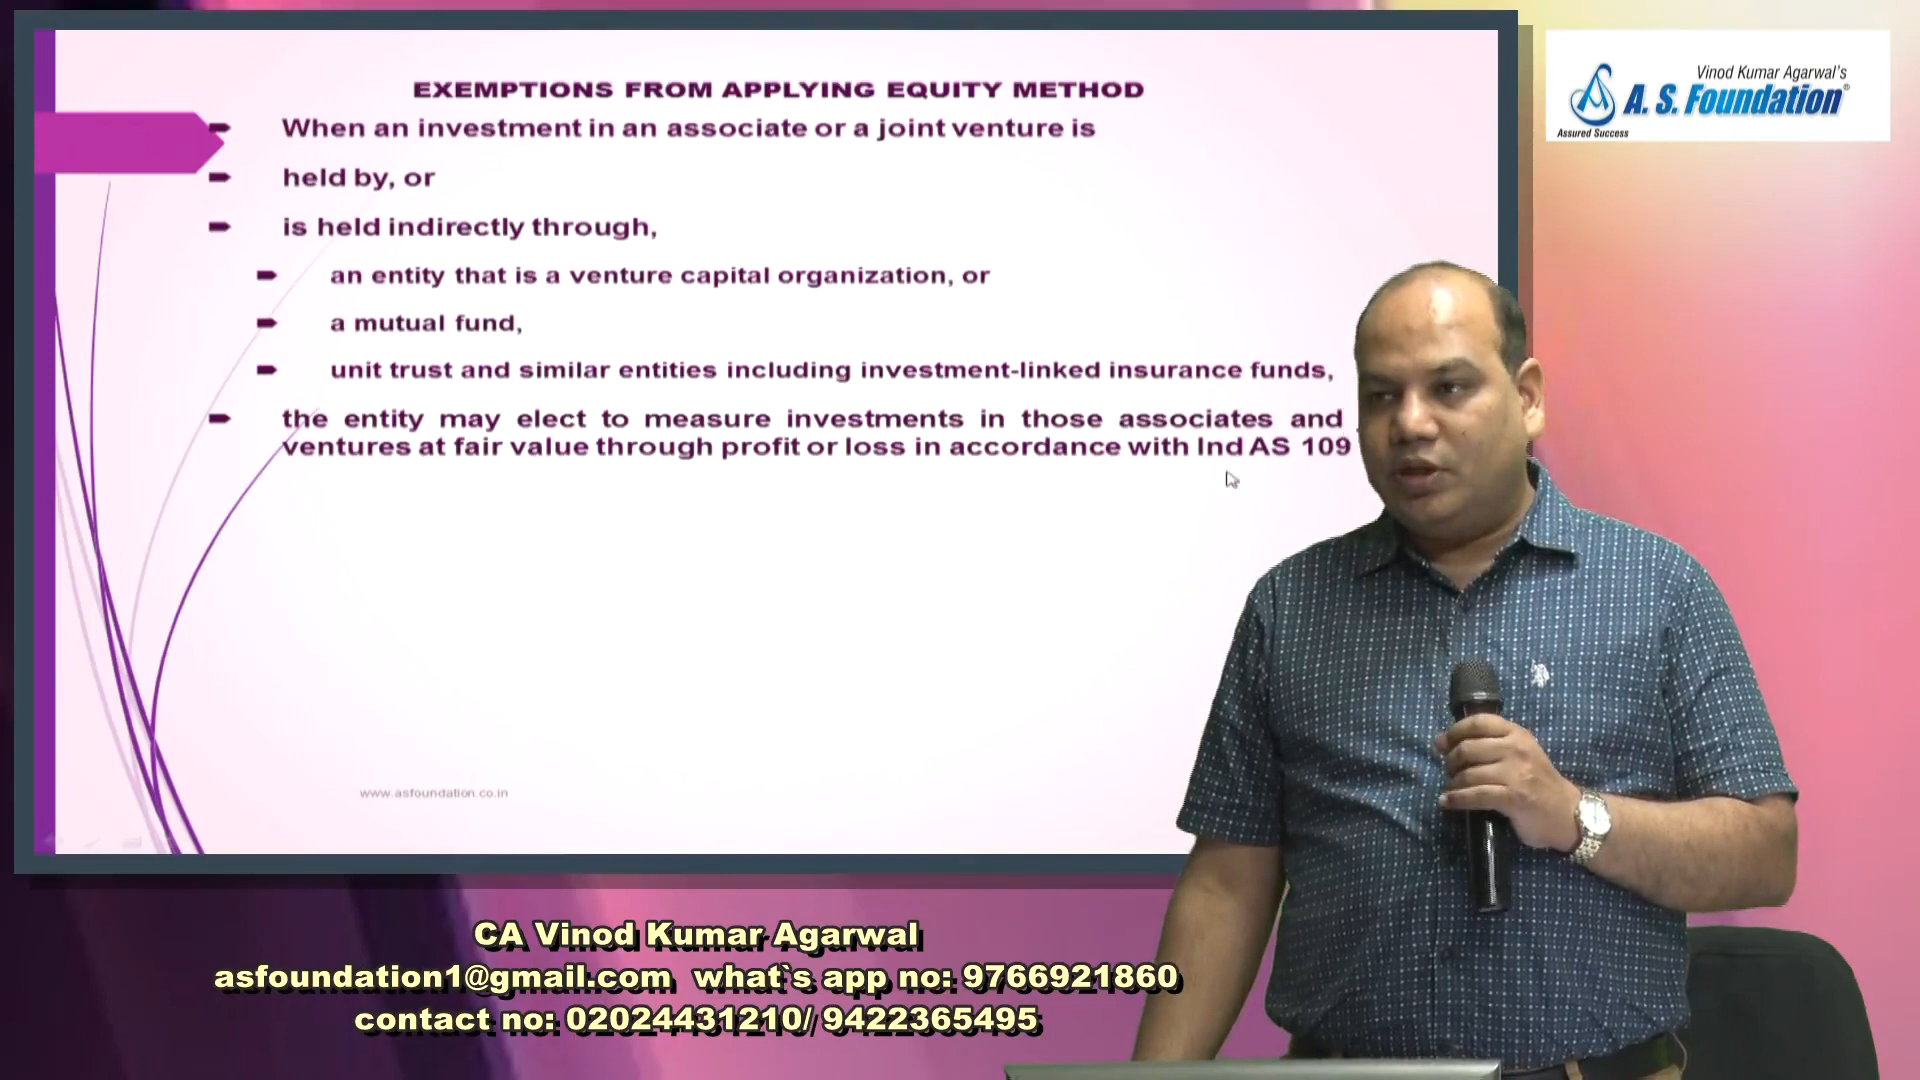 EXEMPTIONS FROM APPLYING EQUITY METHOD
When an investment in an associate or a joint venture is
held by, or
is held indirectly through,
an entity that is a venture capital organization, or
a mutual fund,
unit trust and similar entities including investment-linked insurance funds,
the entity may elect to measure investments in those associates and
ventures at fair value through profit or loss in accordance with Ind AS 109
www.asfoundation.co.in
Vinod Kumar Agarwal's
A. S. Foundation®
Assured Success
CA Vinod Kumar Agarwal
asfoundation1@gmail.com what`s app no: 9766921860
contact no: 02024431210/ 9422365495